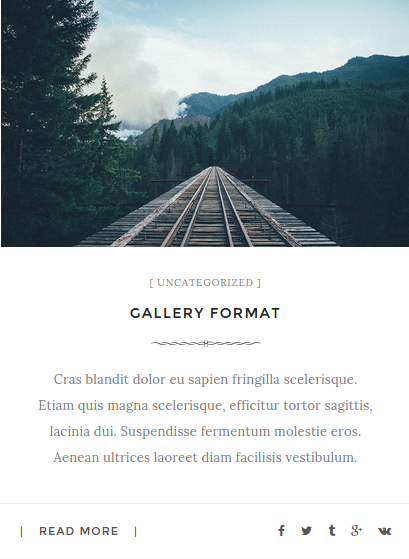 [ UNCATEGORIZED ]
GALLERY FORMAT
Cras blandit dolor eu sapien fringilla scelerisque.
Etiam quis magna scelerisque, efficitur tortor sagittis,
lacinia dui. Suspendisse fermentum molestie eros.
Aenean ultrices laoreet diam facilisis vestibulum.
| READ MORE |